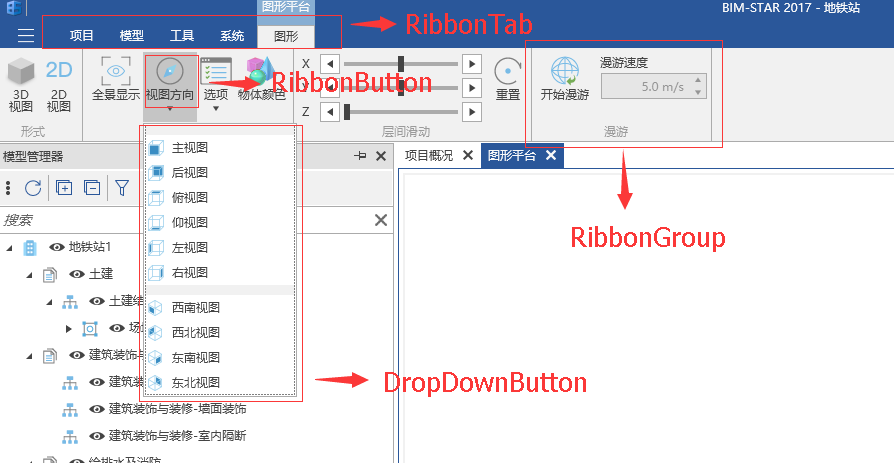 图形平台
BIM-STAR 2017 - 地铁站
项目 模型 工具 系统 图形
RibbonTab
3D
视图
2D
2D
视图
全景显示
视图方向
选项
物体颜色
RibbonButton
X
Y
Z
重置
开始漫游
漫游速度
5.0 m/s
形式
层间滑动
漫游
模型管理器
搜索
地铁站1
土建
土建结
场
建筑装饰与
建筑装
建筑装饰与装修-墙面装饰
建筑装饰与装修-室内隔断
给排水及消防
主视图
后视图
俯视图
仰视图
左视图
右视图
西南视图
西北视图
东南视图
东北视图
项目概况
图形平台
RibbonGroup
DropDownButton